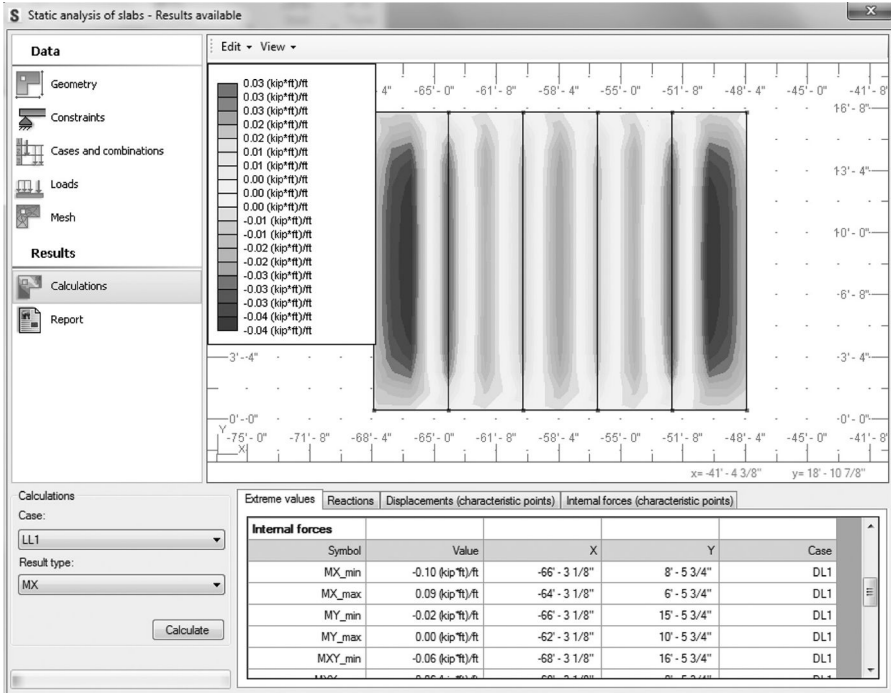 S Static analysis of slabs - Results available
Data
Geometry
Constraints
Cases and combinations
Loads
Mesh
Results
Calculations
Report
Edit View
0.03 (kip*ft)/ft
0.03 (kip*ft)/ft
0.03 (kip*ft)/ft
0.02 (kip*ft)/ft
0.02 (kip*ft)/ft
0.01 (kip*ft)/ft
0.01 (kip*ft)/ft
0.00 (kip*ft)/ft
0.00 (kip*ft)/ft
0.00 (kip*ft)/ft
-0.01 (kip*ft)/ft
-0.01 (kip*ft)/ft
-0.02 (kip*ft)/ft
-0.02 (kip*ft)/ft
-0.03 (kip*ft)/ft
-0.03 (kip*ft)/ft
-0.03 (kip*ft)/ft
-0.04 (kip*ft)/ft
-0.04 (kip*ft)/ft
4" -65'- 0" -61'- 8" -58'- 4" -55'- 0" -51'- 8" -48'- 4" -45'- 0" -41'- 8"
16'- 8"
13'- 4"
10'- 0"
6'- 8"
3'- 4" 3'- 4"
0'- 0" 0'- 0"
Y
X
-75'- 0" -71'- 8" -68'- 4" -65'- 0" -61'- 8" -58'- 4" -55'- 0" -51'- 8" -48'- 4" -45'- 0" -41'- 8"
x= -41' - 4 3/8" y= 18' - 10 7/8"
Calculations
Case:
LL1
Result type:
MX
Calculate
Extreme values Reactions Displacements (characteristic points) Internal forces (characteristic points)
Internal forces
Symbol Value X Y Case
MX_min -0.10 (kip*ft)/ft -66' - 3 1/8" 8' - 5 3/4" DL1
MX_max 0.09 (kip*ft)/ft -64' - 3 1/8" 6' - 5 3/4" DL1
MY_min -0.02 (kip*ft)/ft -66' - 3 1/8" 15' - 5 3/4" DL1
MY_max 0.00 (kip*ft)/ft -62' - 3 1/8" 10' - 5 3/4" DL1
MXY_min -0.06 (kip*ft)/ft -68' - 3 1/8" 16' - 5 3/4" DL1